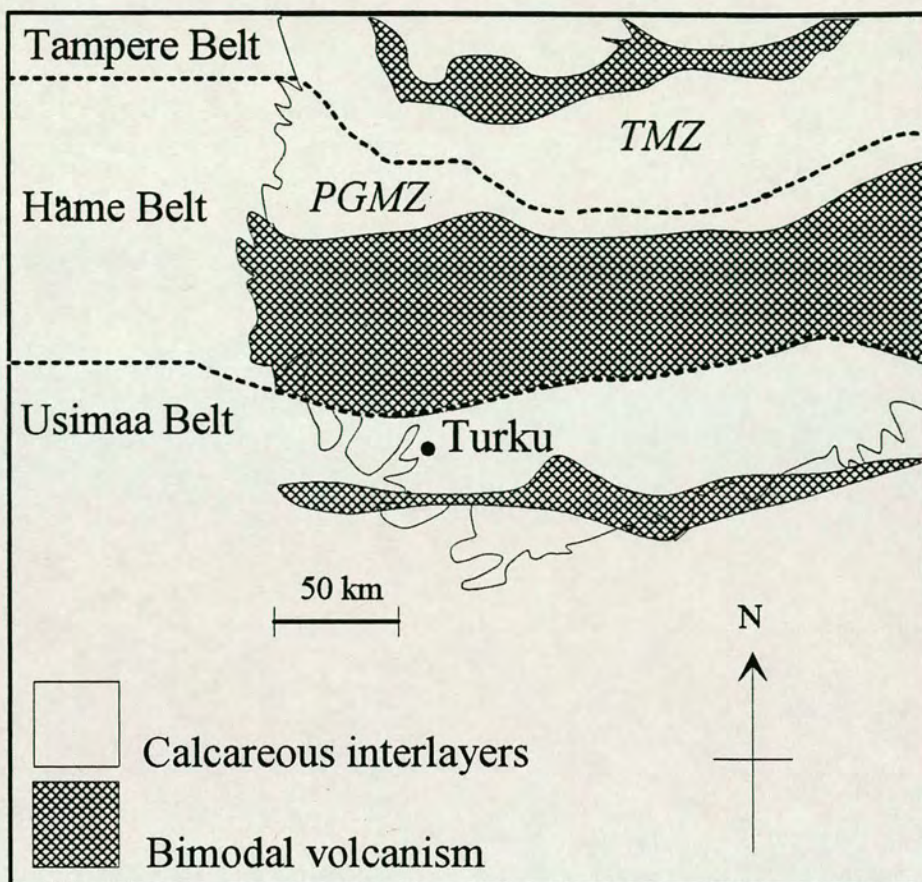 Tampere Belt
TMZ
Häme Belt
PGMZ
Usimaa Belt
Turku
50 km
N
Calcareous interlayers
Bimodal volcanism